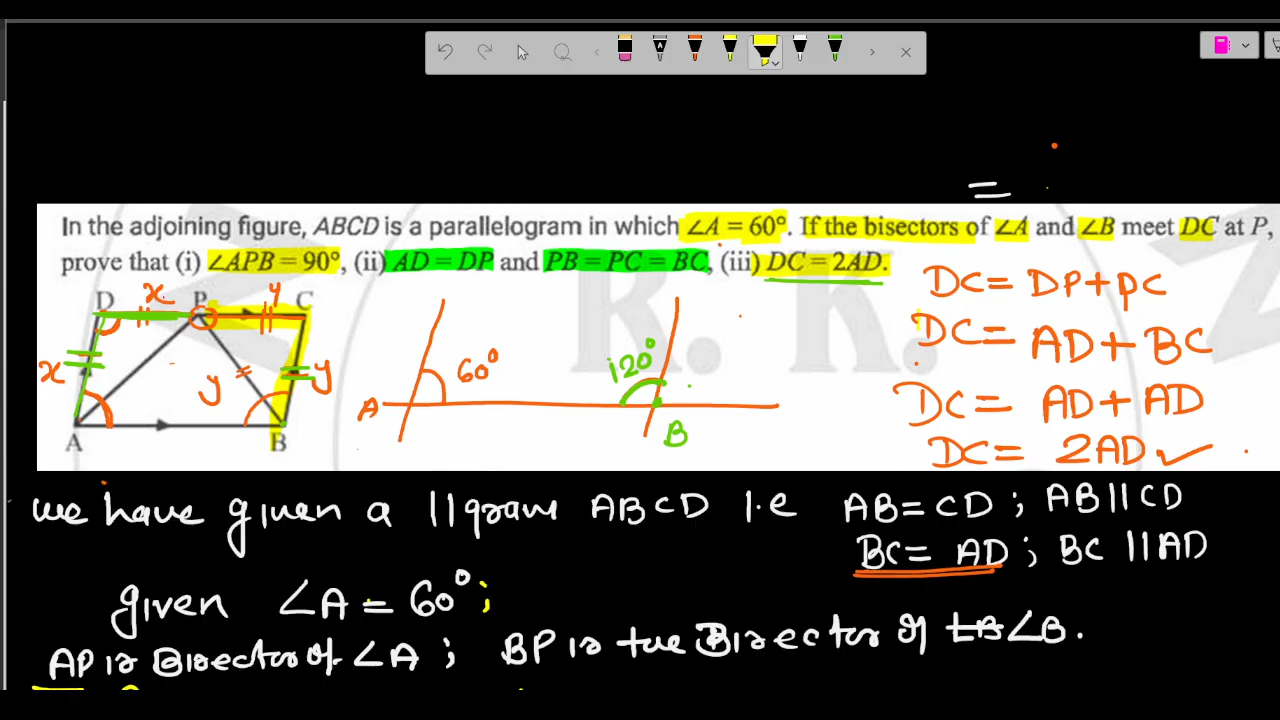 =
In the adjoining figure, ABCD is a parallelogram in which ∠A = 60°. If the bisectors of ∠A and ∠B meet DC at P,
prove that (i) ∠APB = 90°, (ii) AD = DP and PB = PC = BC, (iii) DC = 2AD.
R. K.
D x P y C
x y y
A B
60° 120°
A B
DC = DP + PC
DC = AD + BC
DC = AD + AD
DC = 2AD ✓
we have given a ||gram ABCD i.e AB = CD ; AB || CD
BC = AD ; BC || AD
given ∠A = 60° ;
AP is Bisector of ∠A ; BP is the Bisector of ∠B.